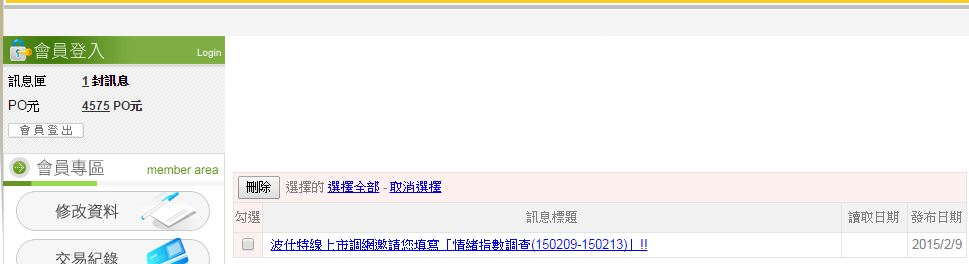 會員登入 Login
訊息匣 1 封訊息
PO元 4575 PO元
會員登出
會員專區 member area
修改資料
交易紀錄
刪除 選擇的 選擇全部 - 取消選擇
勾選 訊息標題 讀取日期 發布日期
波仕特線上市調網邀請您填寫「情緒指數調查(150209-150213)」!! 2015/2/9